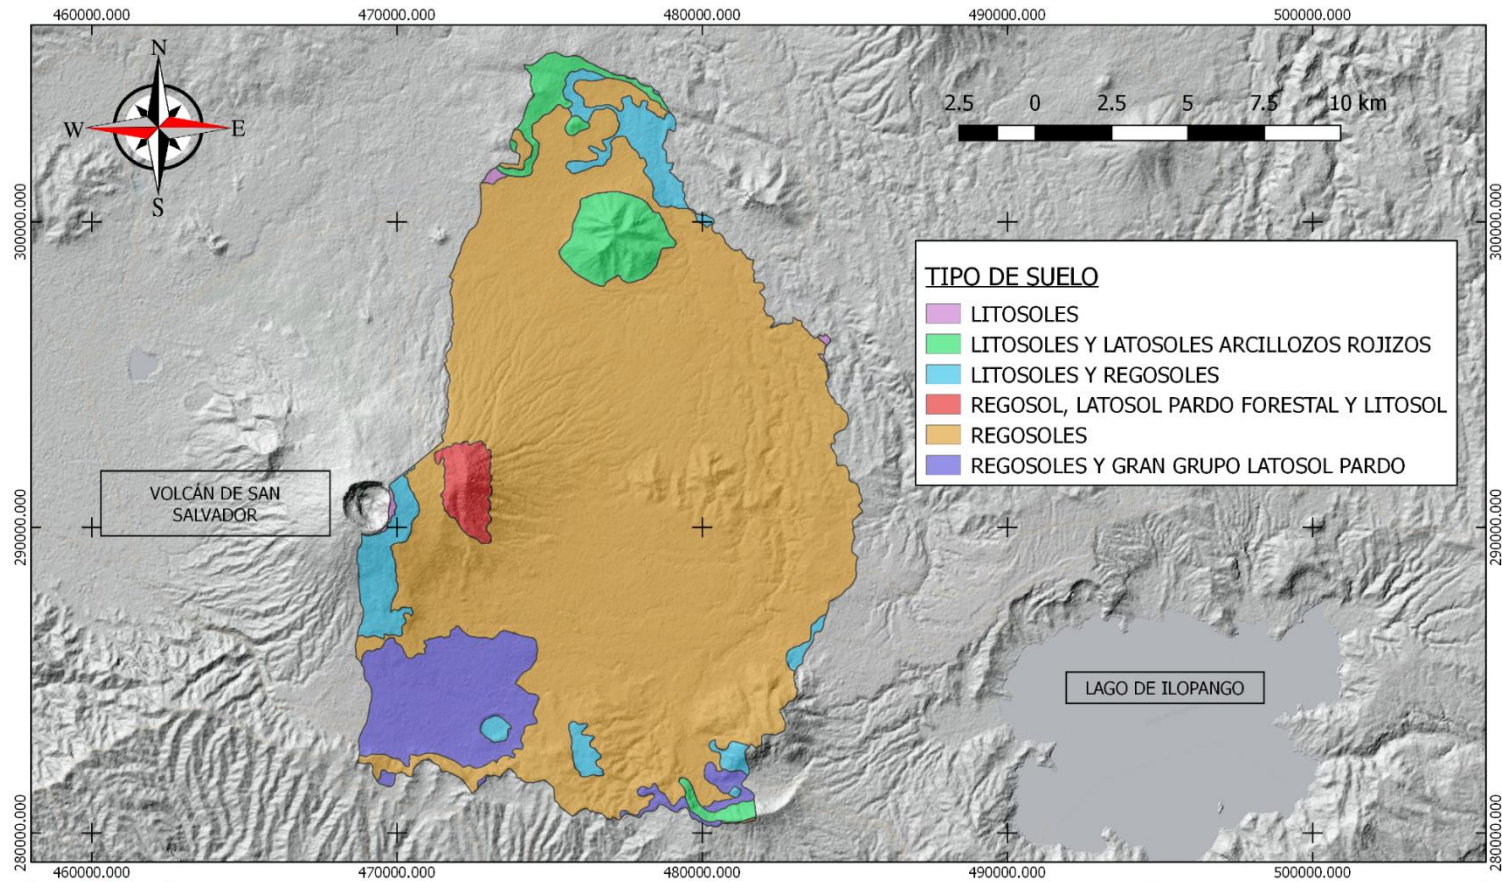 460000.000 470000.000 480000.000 490000.000 500000.000
N
W E
S
2.5 0 2.5 5 7.5 10 km
300000.000 300000.000
TIPO DE SUELO
LITOSOLES
LITOSOLES Y LATOSOLES ARCILLOZOS ROJIZOS
LITOSOLES Y REGOSOLES
REGOSOL, LATOSOL PARDO FORESTAL Y LITOSOL
REGOSOLES
REGOSOLES Y GRAN GRUPO LATOSOL PARDO
VOLCÁN DE SAN
SALVADOR
290000.000 290000.000
LAGO DE ILOPANGO
280000.000 280000.000
460000.000 470000.000 480000.000 490000.000 500000.000